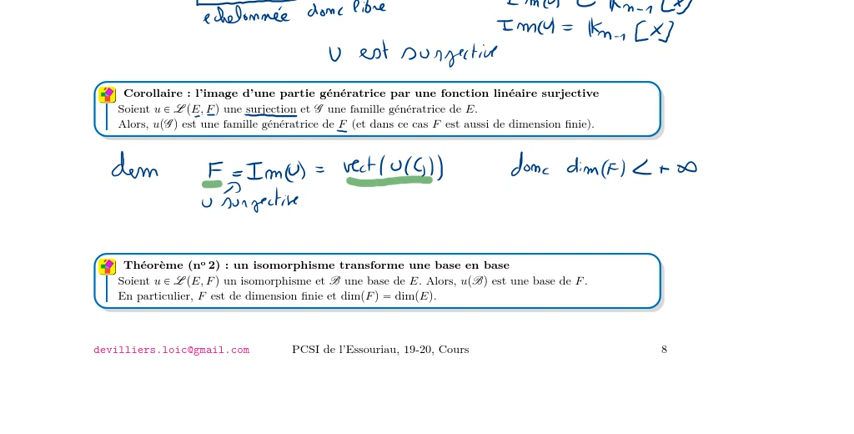 echelonnée donc libre
Im(u) ⊂ 𝕂n-1[X]
Im(u) = 𝕂n-1[X]
u est surjective
Corollaire : l'image d'une partie génératrice par une fonction linéaire surjective
Soient u ∈ ℒ(E, F) une surjection et 𝒢 une famille génératrice de E.
Alors, u(𝒢) est une famille génératrice de F (et dans ce cas F est aussi de dimension finie).
dem F = Im(u) = vect(u(G)) donc dim(F) < +∞
u surjective
Théorème (nº 2) : un isomorphisme transforme une base en base
Soient u ∈ ℒ(E, F) un isomorphisme et ℬ une base de E. Alors, u(ℬ) est une base de F.
En particulier, F est de dimension finie et dim(F) = dim(E).
devilliers.loic@gmail.com PCSI de l'Essouriau, 19-20, Cours 8